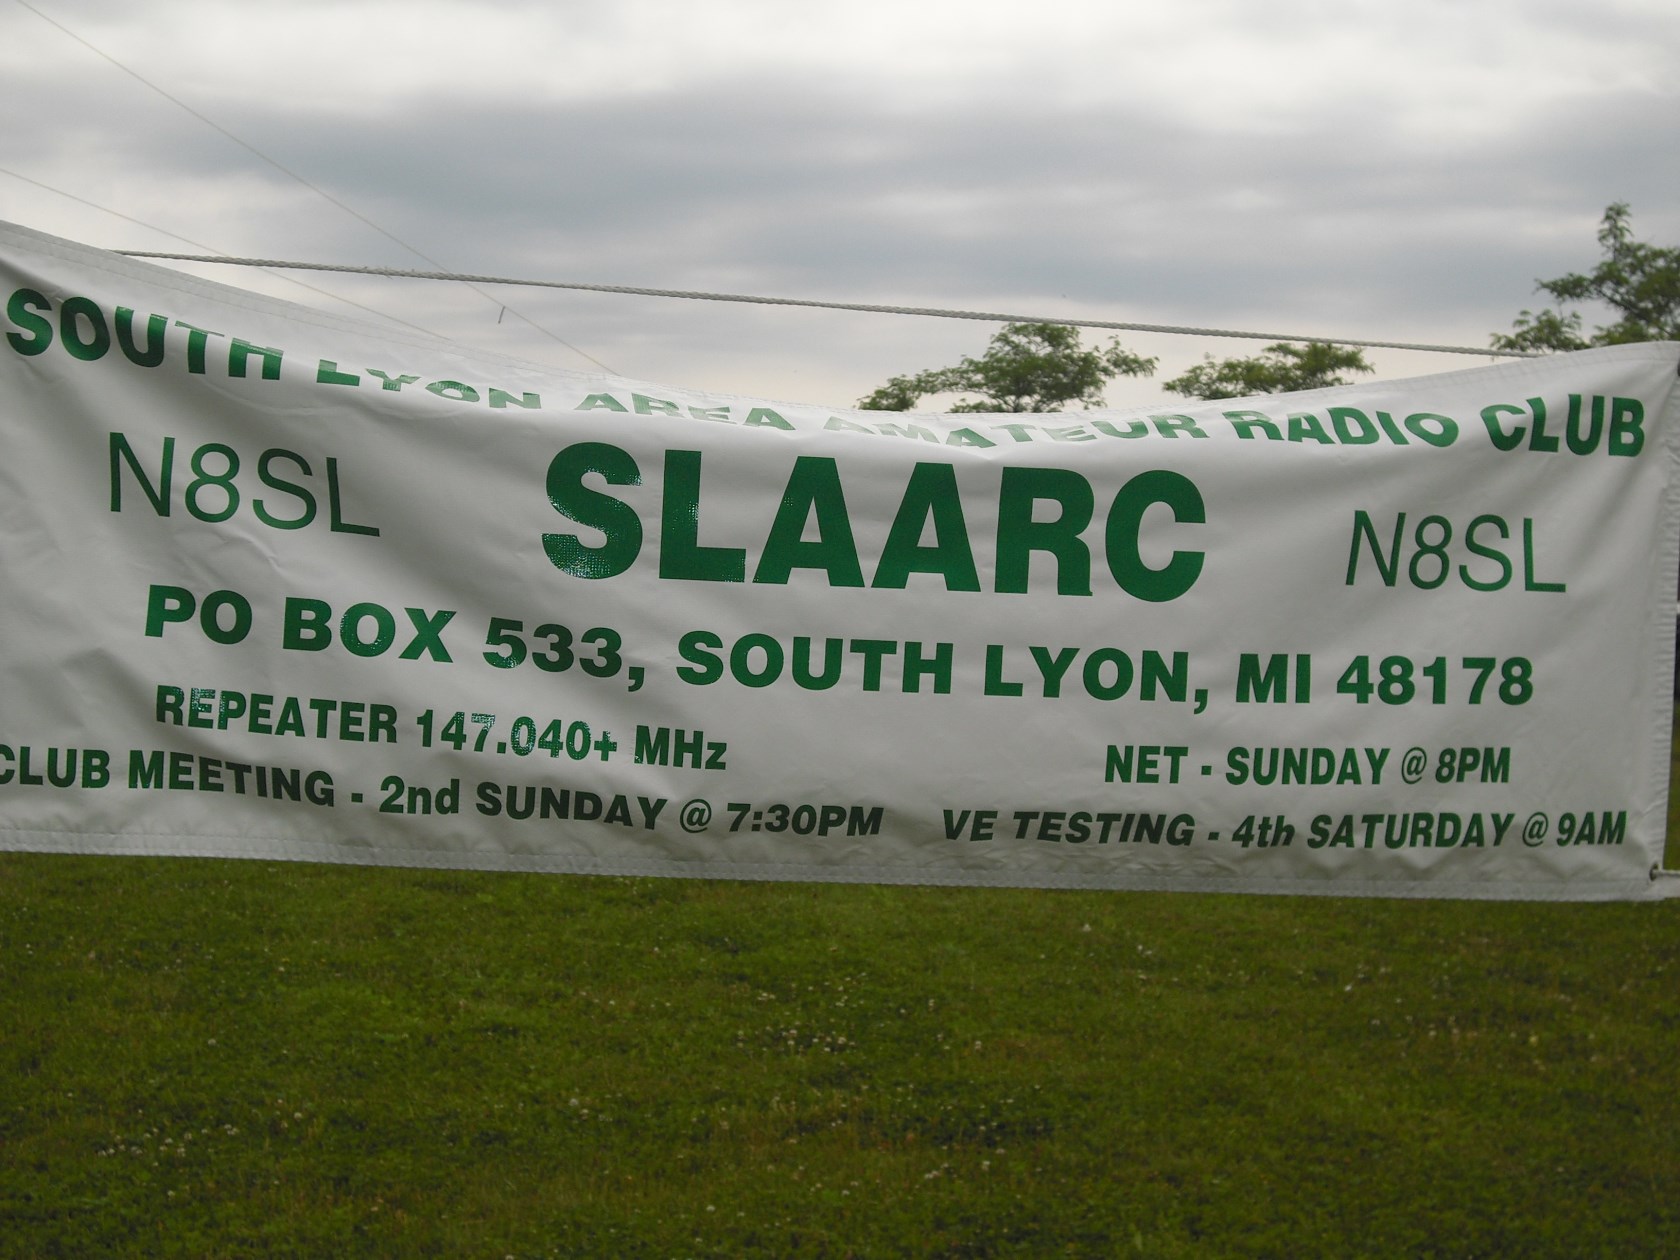 SOUTH LYON AREA AMATEUR RADIO CLUB
N8SL SLAARC N8SL
PO BOX 533, SOUTH LYON, MI 48178
REPEATER 147.040+ MHz NET - SUNDAY @ 8PM
CLUB MEETING - 2nd SUNDAY @ 7:30PM VE TESTING - 4th SATURDAY @ 9AM